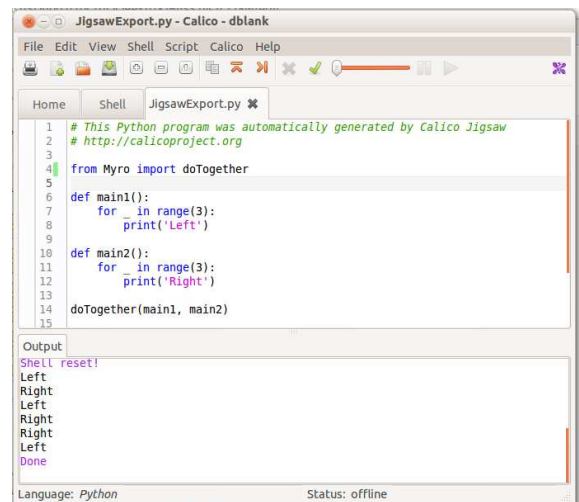 JigsawExport.py - Calico - dblank
File Edit View Shell Script Calico Help
Home Shell JigsawExport.py
1 # This Python program was automatically generated by Calico Jigsaw
2 # http://calicoproject.org
3
4 from Myro import doTogether
5
6 def main1():
7     for _ in range(3):
8         print('Left')
9
10 def main2():
11     for _ in range(3):
12         print('Right')
13
14 doTogether(main1, main2)
15
Output
Shell reset!
Left
Right
Left
Right
Right
Left
Done
Language: Python Status: offline